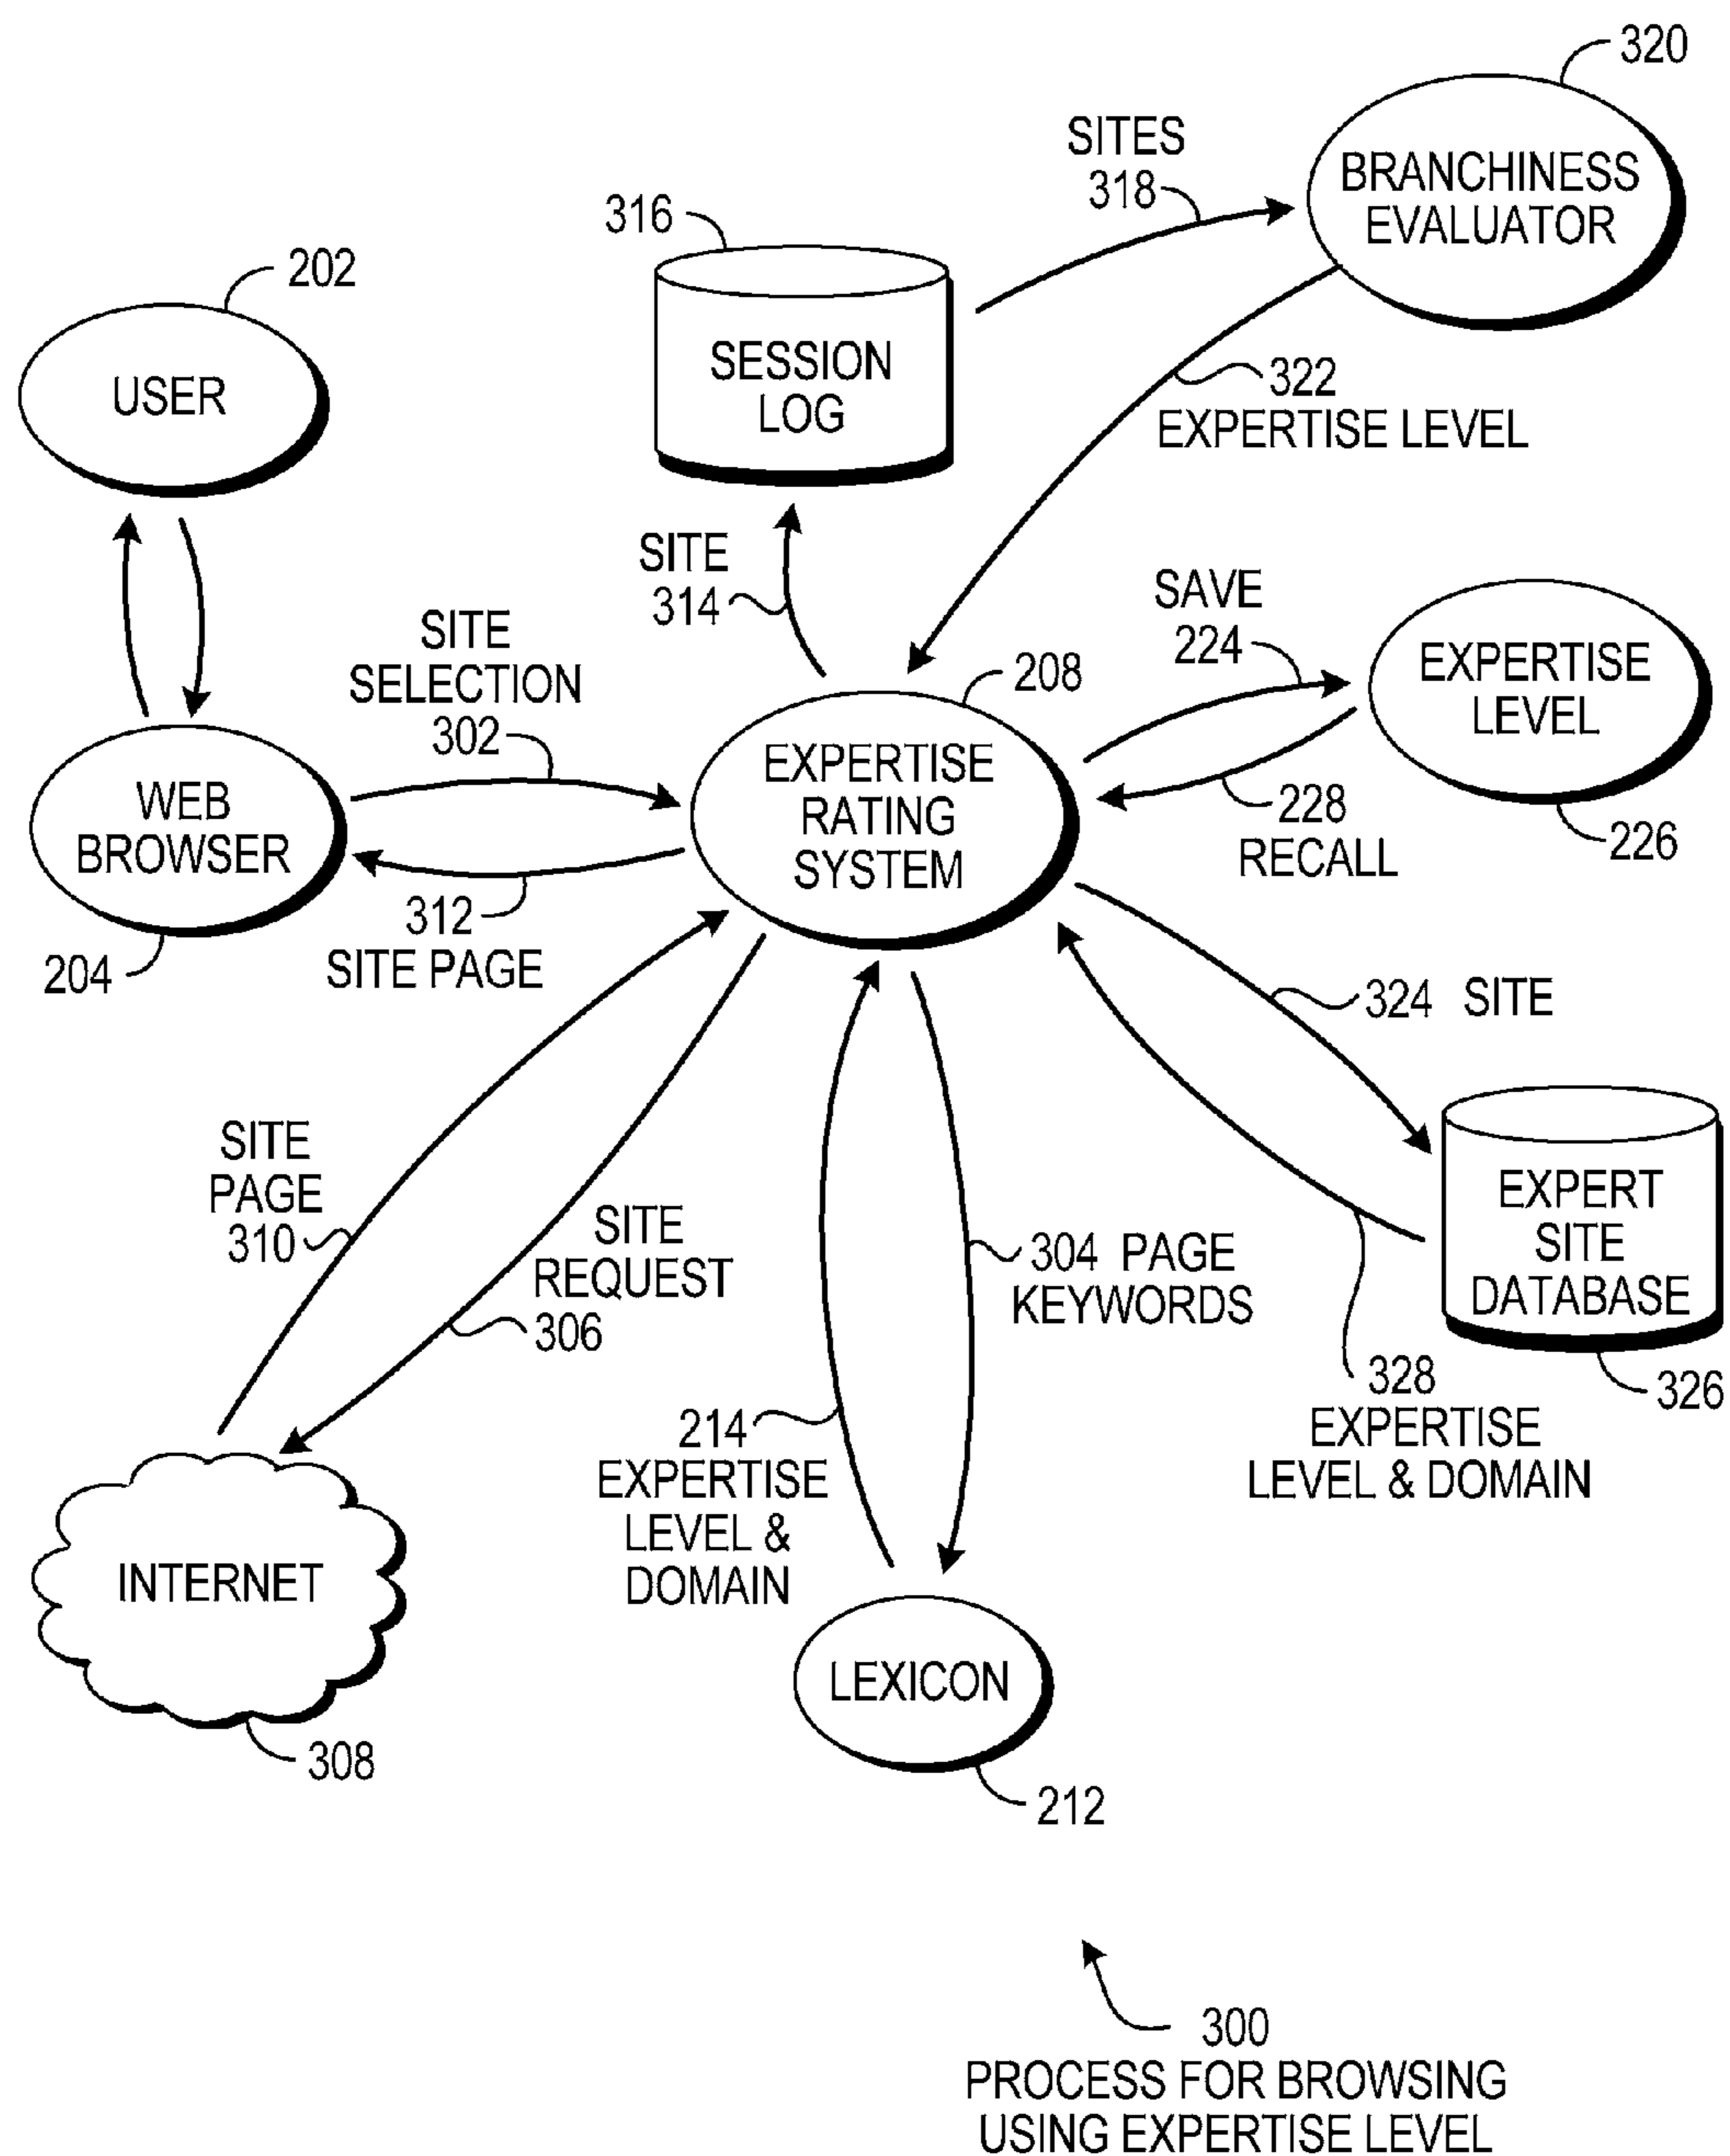 320
SITES
318
BRANCHINESS
EVALUATOR
316
202
SESSION
LOG
322
EXPERTISE LEVEL
USER
SITE
314
SAVE
224
EXPERTISE
LEVEL
226
228
RECALL
SITE
SELECTION
302
208
EXPERTISE
RATING
SYSTEM
WEB
BROWSER
204
312
SITE PAGE
324 SITE
SITE
PAGE
310
SITE
REQUEST
306
304 PAGE
KEYWORDS
EXPERT
SITE
DATABASE
326
328
EXPERTISE
LEVEL & DOMAIN
214
EXPERTISE
LEVEL &
DOMAIN
INTERNET
308
LEXICON
212
300
PROCESS FOR BROWSING
USING EXPERTISE LEVEL